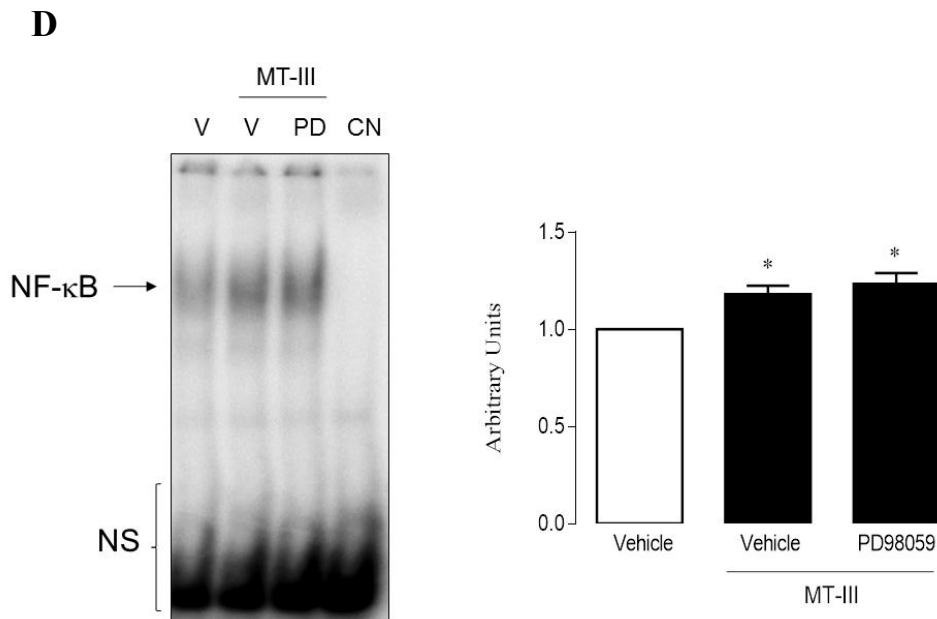 D
MT-III
V V PD CN
NF-κB
NS
1.5
1.0
0.5
0.0
Arbitrary Units
* *
Vehicle Vehicle PD98059
MT-III